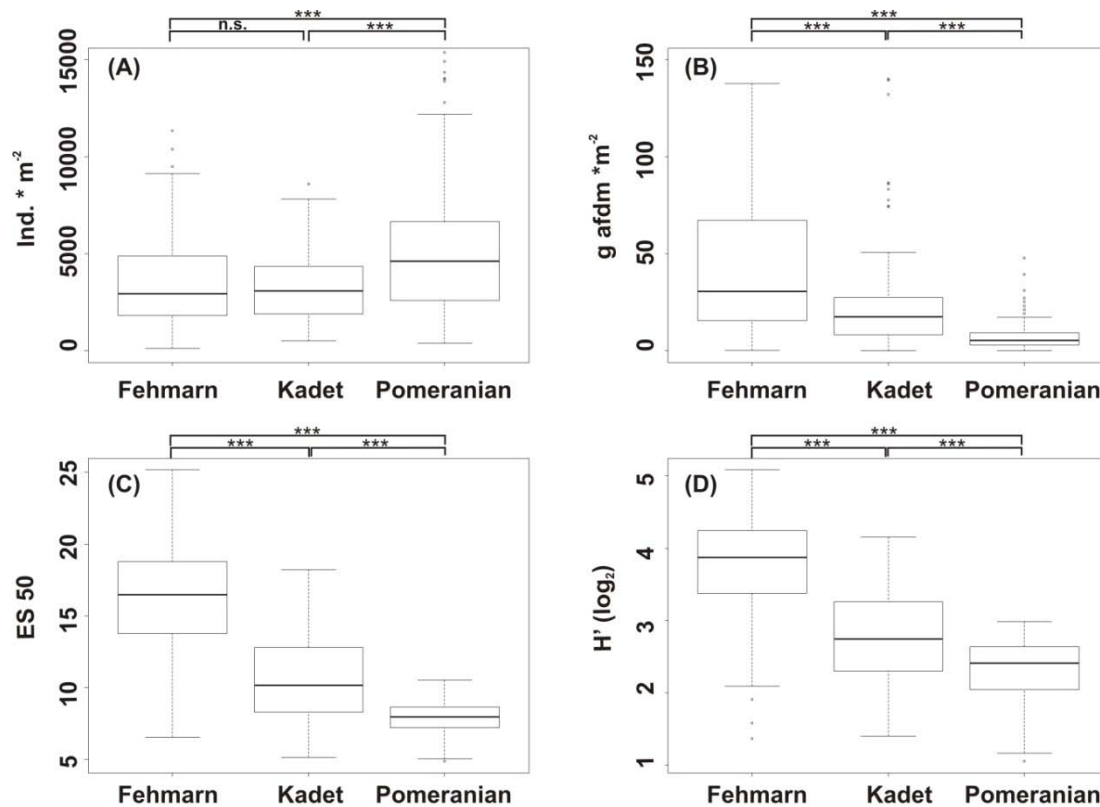 ***
n.s. ***
(A)
Ind. * m⁻²
15000
10000
5000
0
Fehmarn Kadet Pomeranian
***
*** ***
(B)
g afdm *m⁻²
150
100
50
0
Fehmarn Kadet Pomeranian
***
*** ***
(C)
ES 50
25
20
15
10
5
Fehmarn Kadet Pomeranian
***
*** ***
(D)
H’ (log₂)
5
4
3
2
1
Fehmarn Kadet Pomeranian